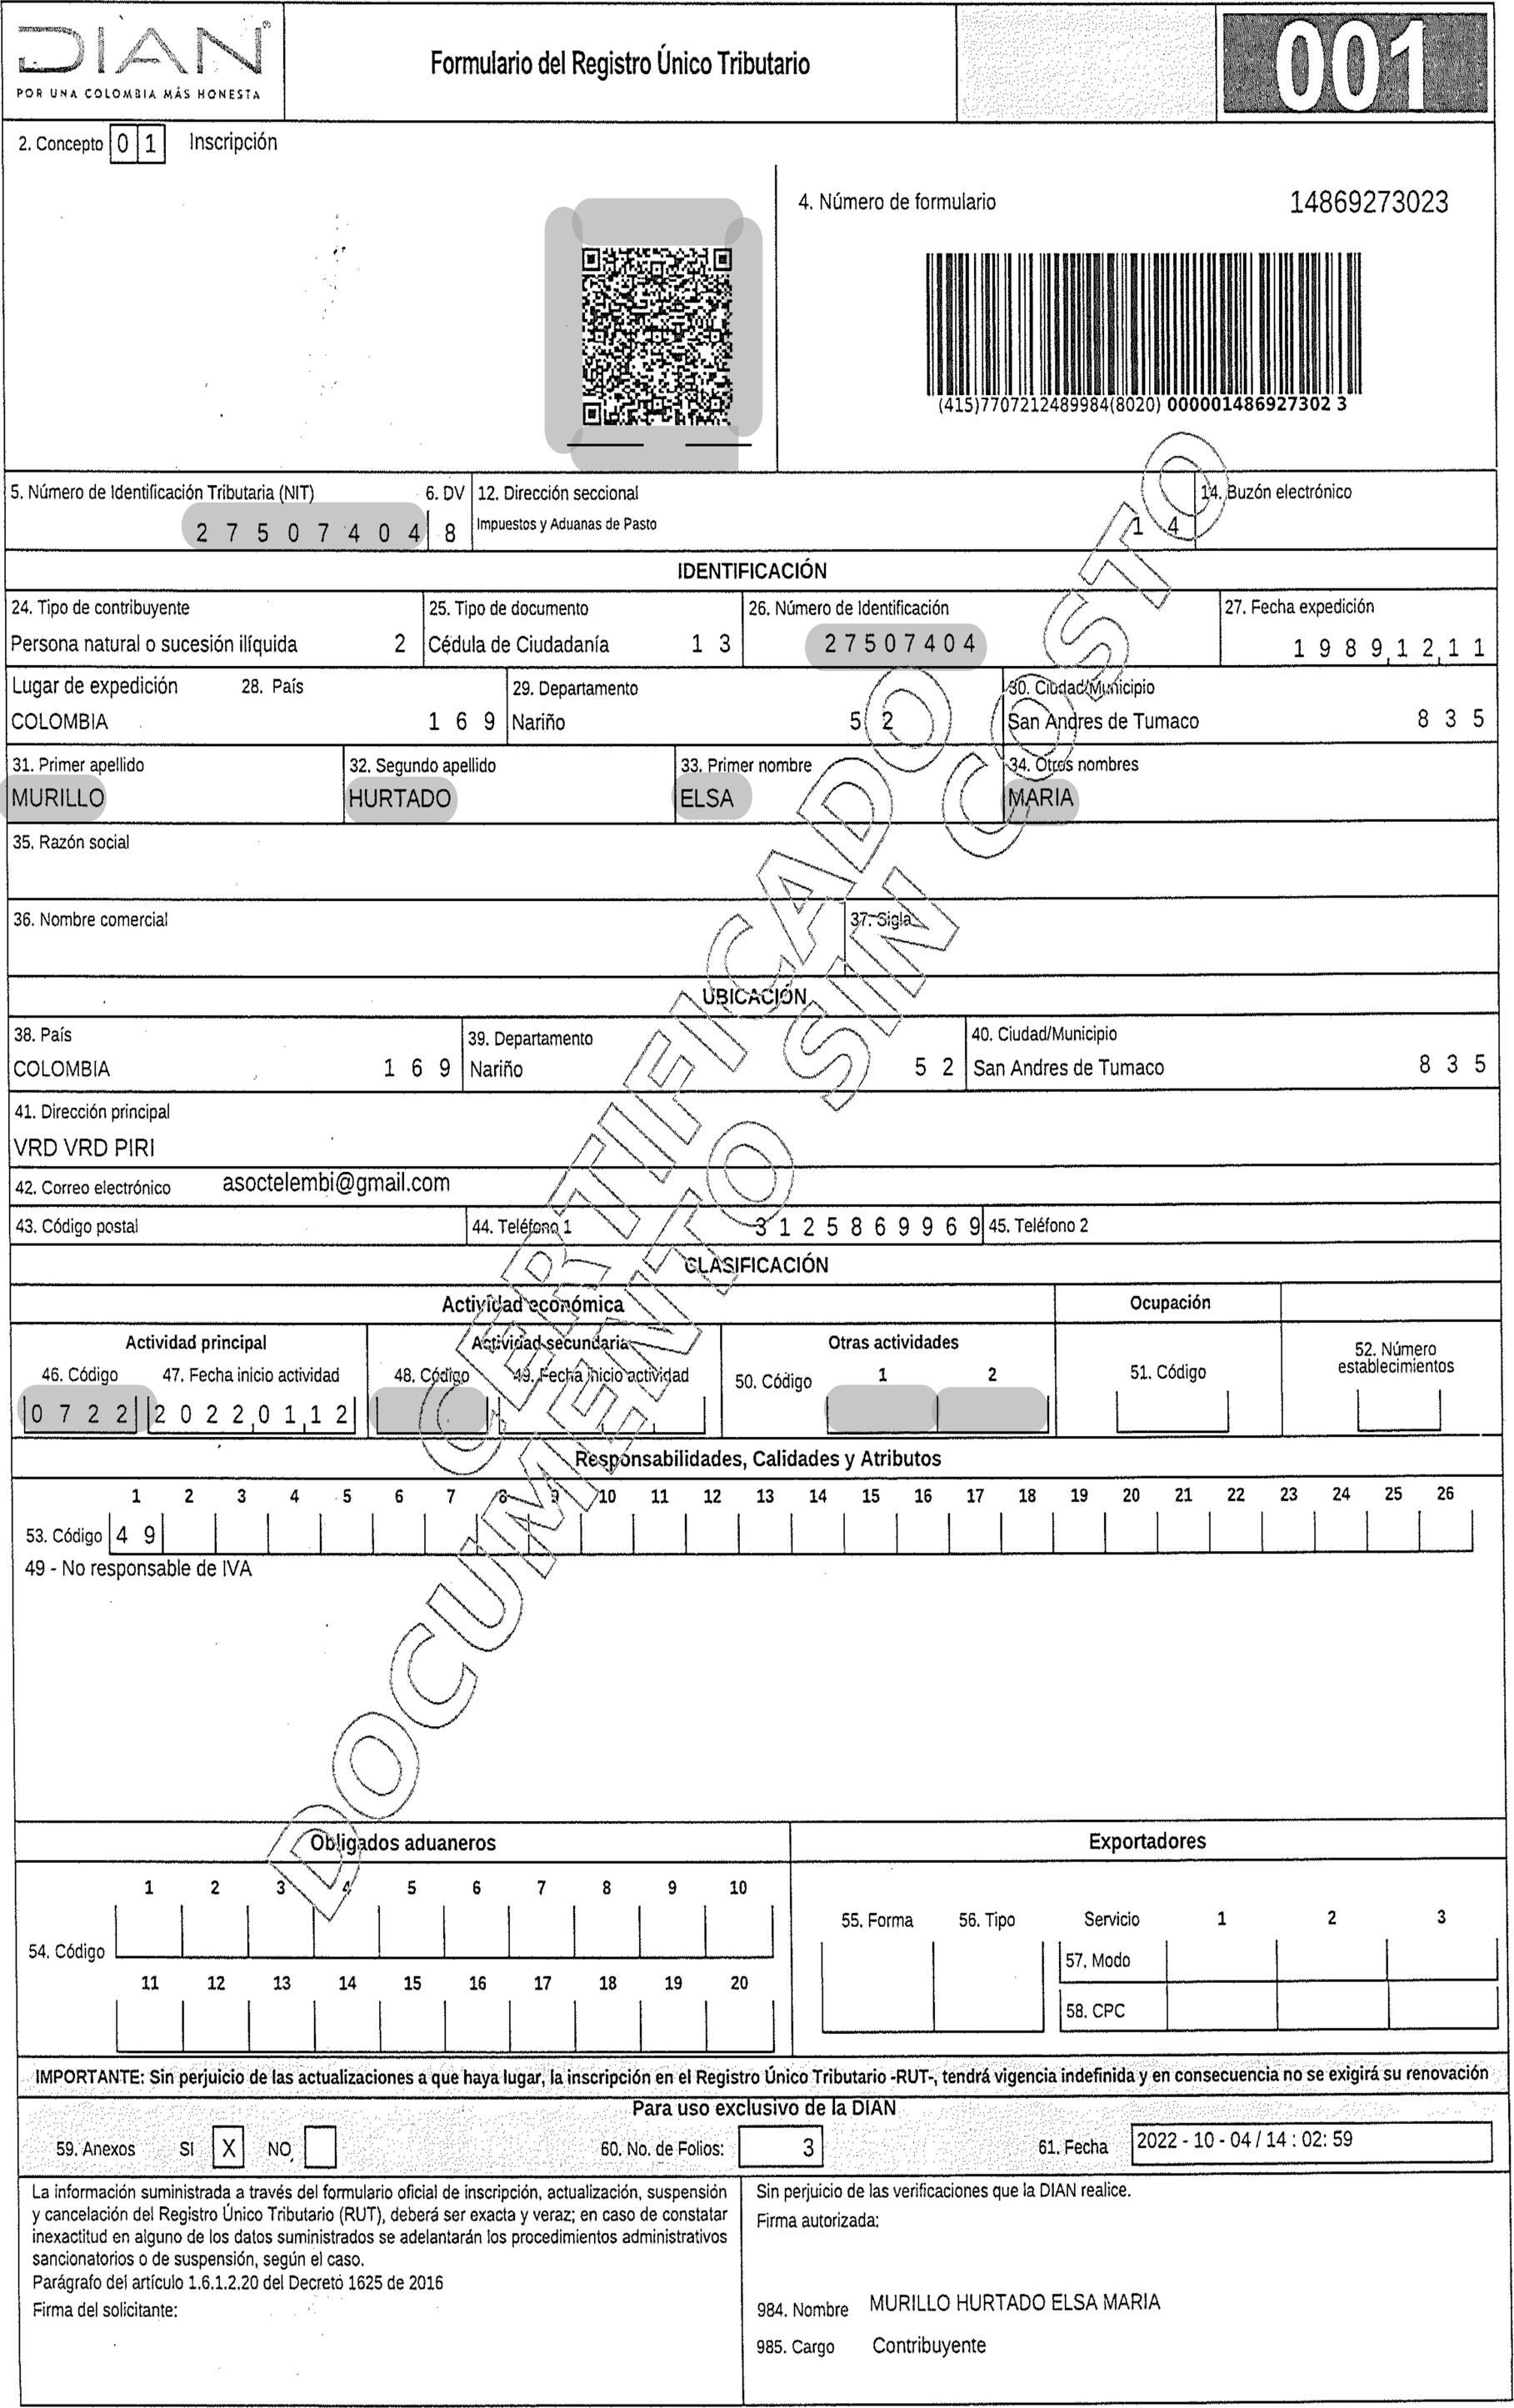 DIAN®
POR UNA COLOMBIA MÁS HONESTA
Formulario del Registro Único Tributario
001
2. Concepto 0 1 Inscripción
4. Número de formulario 14869273023
(415)7707212489984(8020) 000001486927302 3
5. Número de Identificación Tributaria (NIT) 6. DV 12. Dirección seccional 14. Buzón electrónico
2 7 5 0 7 4 0 4 8 Impuestos y Aduanas de Pasto 1 4
IDENTIFICACIÓN
24. Tipo de contribuyente 25. Tipo de documento 26. Número de Identificación 27. Fecha expedición
Persona natural o sucesión ilíquida 2 Cédula de Ciudadanía 1 3 2 7 5 0 7 4 0 4 1 9 8 9 1 2 1 1
Lugar de expedición 28. País 29. Departamento 30. Ciudad/Municipio
COLOMBIA 1 6 9 Nariño 5 2 San Andres de Tumaco 8 3 5
31. Primer apellido 32. Segundo apellido 33. Primer nombre 34. Otros nombres
MURILLO HURTADO ELSA MARIA
35. Razón social
36. Nombre comercial 37. Sigla
UBICACIÓN
38. País 39. Departamento 40. Ciudad/Municipio
COLOMBIA 1 6 9 Nariño 5 2 San Andres de Tumaco 8 3 5
41. Dirección principal
VRD VRD PIRI
42. Correo electrónico asoctelembi@gmail.com
43. Código postal 44. Teléfono 1 3 1 2 5 8 6 9 9 6 9 45. Teléfono 2
CLASIFICACIÓN
Actividad económica Ocupación
Actividad principal Actividad secundaria Otras actividades 52. Número establecimientos
46. Código 47. Fecha inicio actividad 48. Código 49. Fecha inicio actividad 50. Código 1 2 51. Código
0 7 2 2 2 0 2 2 0 1 1 2
Responsabilidades, Calidades y Atributos
1 2 3 4 5 6 7 8 9 10 11 12 13 14 15 16 17 18 19 20 21 22 23 24 25 26
53. Código 4 9
49 - No responsable de IVA
CERTIFICADO
DOCUMENTO SIN COSTO
Obligados aduaneros Exportadores
1 2 3 4 5 6 7 8 9 10
55. Forma 56. Tipo Servicio 1 2 3
54. Código
57. Modo
11 12 13 14 15 16 17 18 19 20
58. CPC
IMPORTANTE: Sin perjuicio de las actualizaciones a que haya lugar, la inscripción en el Registro Único Tributario -RUT-, tendrá vigencia indefinida y en consecuencia no se exigirá su renovación
Para uso exclusivo de la DIAN
59. Anexos SI X NO 60. No. de Folios: 3 61. Fecha 2022 - 10 - 04 / 14 : 02: 59
La información suministrada a través del formulario oficial de inscripción, actualización, suspensión
y cancelación del Registro Único Tributario (RUT), deberá ser exacta y veraz; en caso de constatar
inexactitud en alguno de los datos suministrados se adelantarán los procedimientos administrativos
sancionatorios o de suspensión, según el caso.
Parágrafo del artículo 1.6.1.2.20 del Decreto 1625 de 2016
Firma del solicitante:
Sin perjuicio de las verificaciones que la DIAN realice.
Firma autorizada:
984. Nombre MURILLO HURTADO ELSA MARIA
985. Cargo Contribuyente